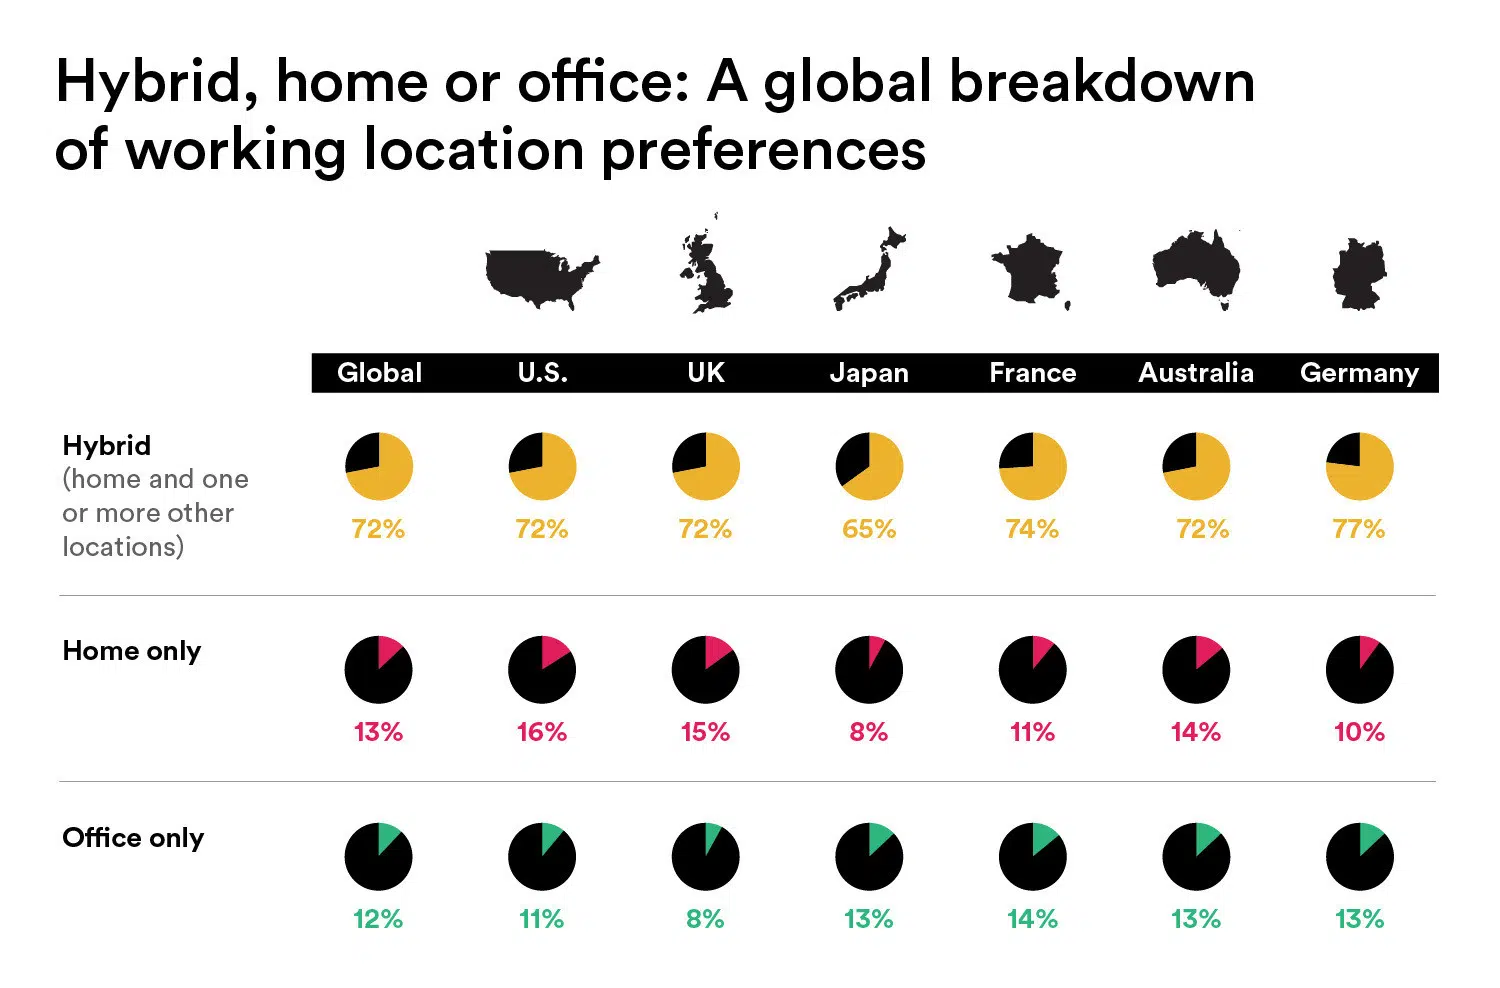 Hybrid, home or office: A global breakdown
of working location preferences
Global U.S. UK Japan France Australia Germany
Hybrid
(home and one
or more other
locations)
72% 72% 72% 65% 74% 72% 77%
Home only
13% 16% 15% 8% 11% 14% 10%
Office only
12% 11% 8% 13% 14% 13% 13%